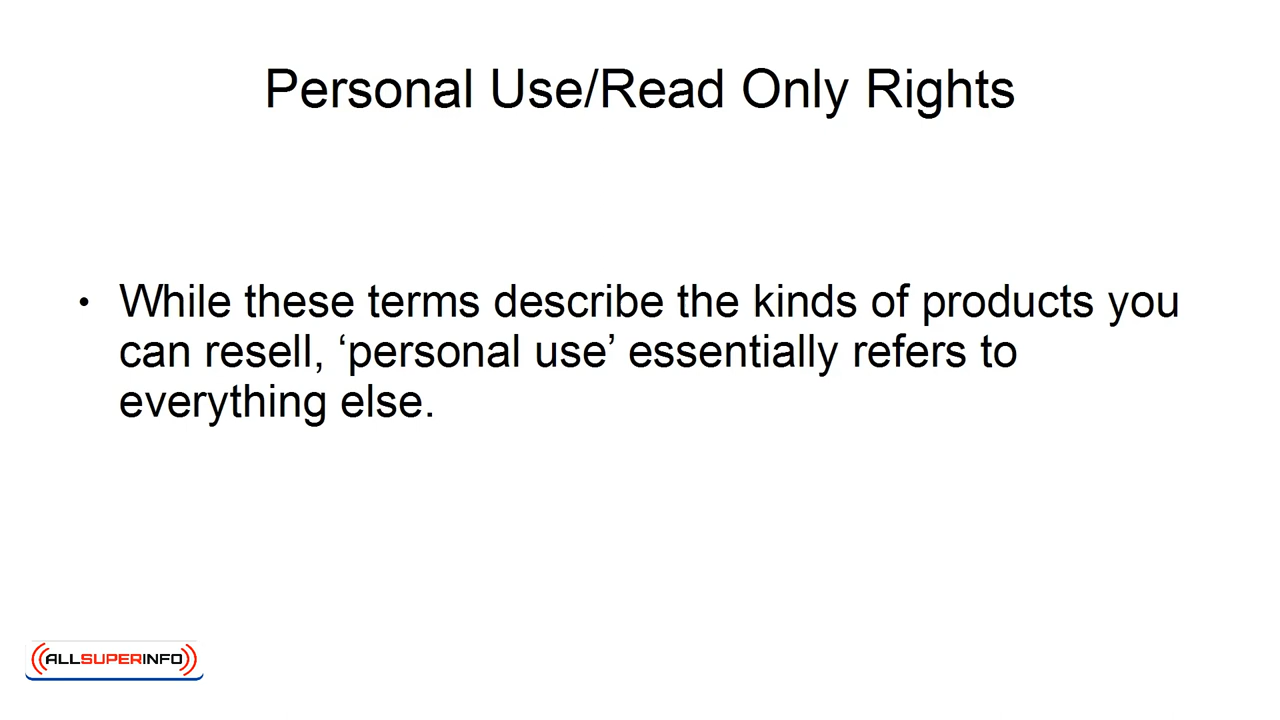 Personal Use/Read Only Rights
• While these terms describe the kinds of products you
can resell, ‘personal use’ essentially refers to
everything else.
ALLSUPERINFO